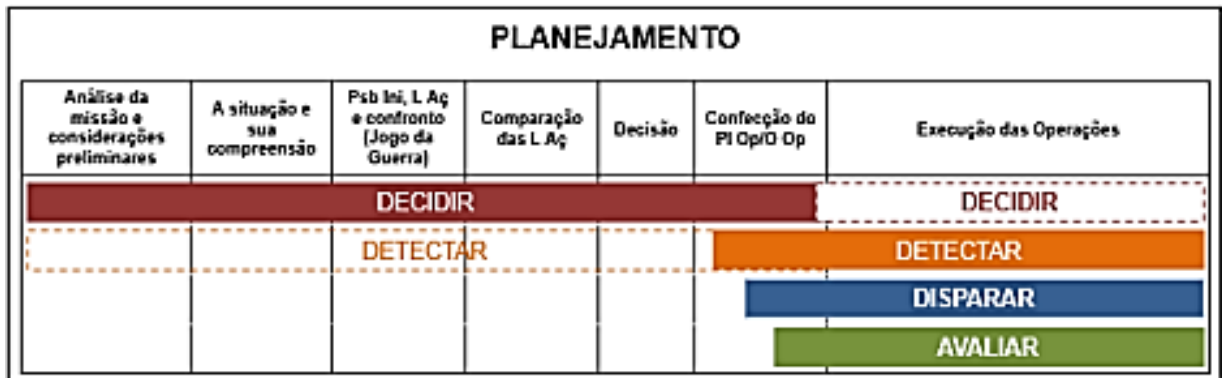 PLANEJAMENTO
Análise da
missão e
considerações
preliminares
A situação e
sua
compreensão
Psb Ini, L Aç
e confronto
(Jogo da
Guerra)
Comparação
das L Aç
Decisão
Confecção do
Pl Op/O Op
Execução das Operações
DECIDIR
DECIDIR
DETECTAR
DETECTAR
DISPARAR
AVALIAR